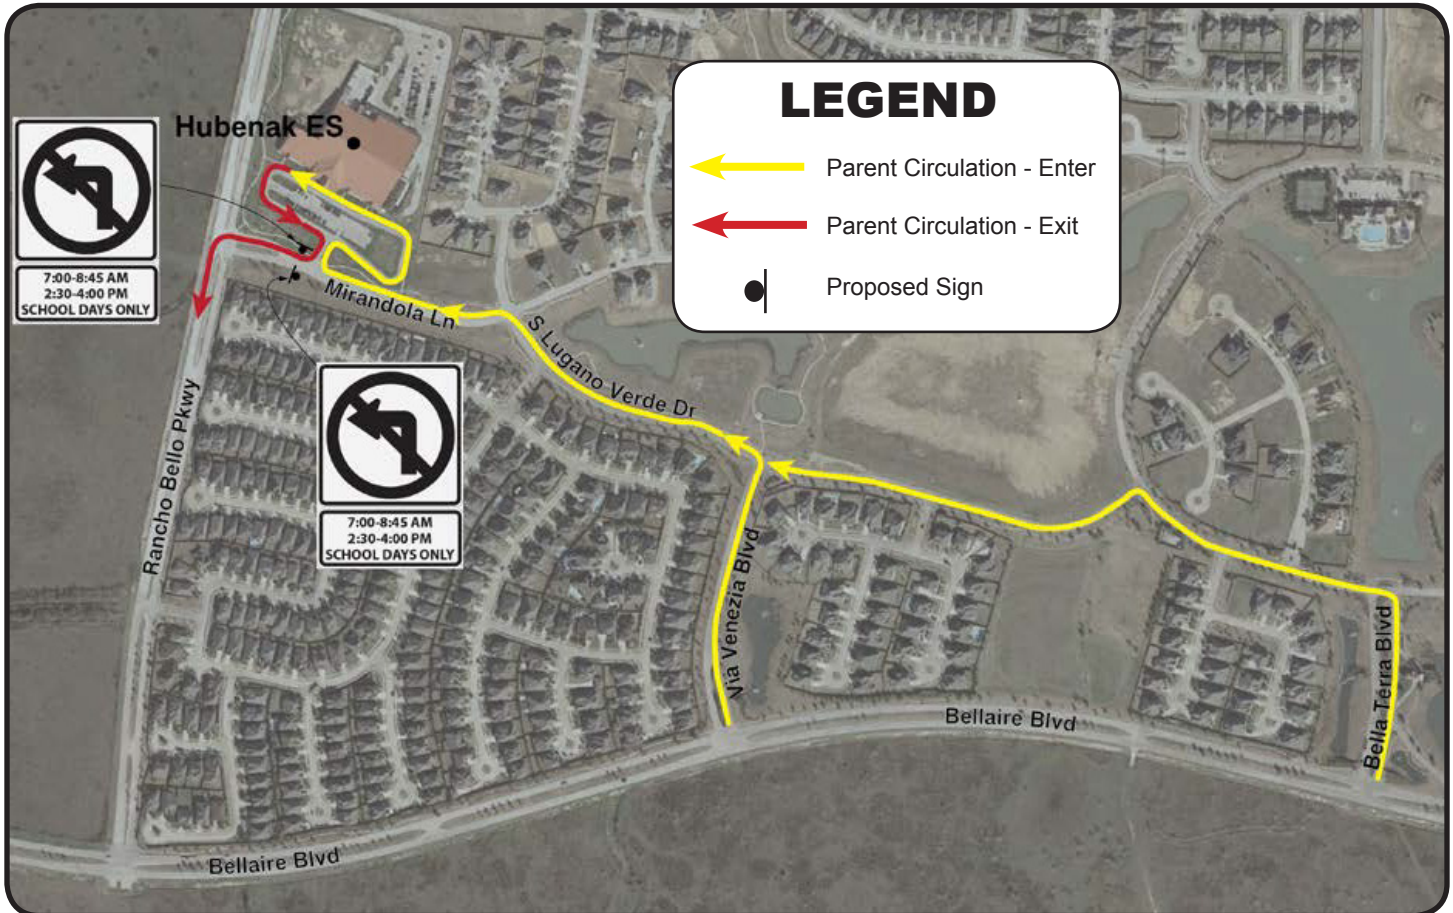 LEGEND
Parent Circulation - Enter
Parent Circulation - Exit
Proposed Sign
Hubenak ES
7:00-8:45 AM
2:30-4:00 PM
SCHOOL DAYS ONLY
Mirandola Ln
S Lugano Verde Dr
7:00-8:45 AM
2:30-4:00 PM
SCHOOL DAYS ONLY
Rancho Bello Pkwy
Via Venezia Blvd
Bella Terra Blvd
Bellaire Blvd
Bellaire Blvd